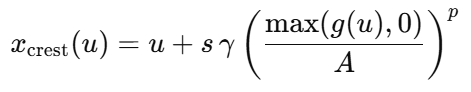 x_crest(u) = u + s γ (max(g(u), 0) / A)^p